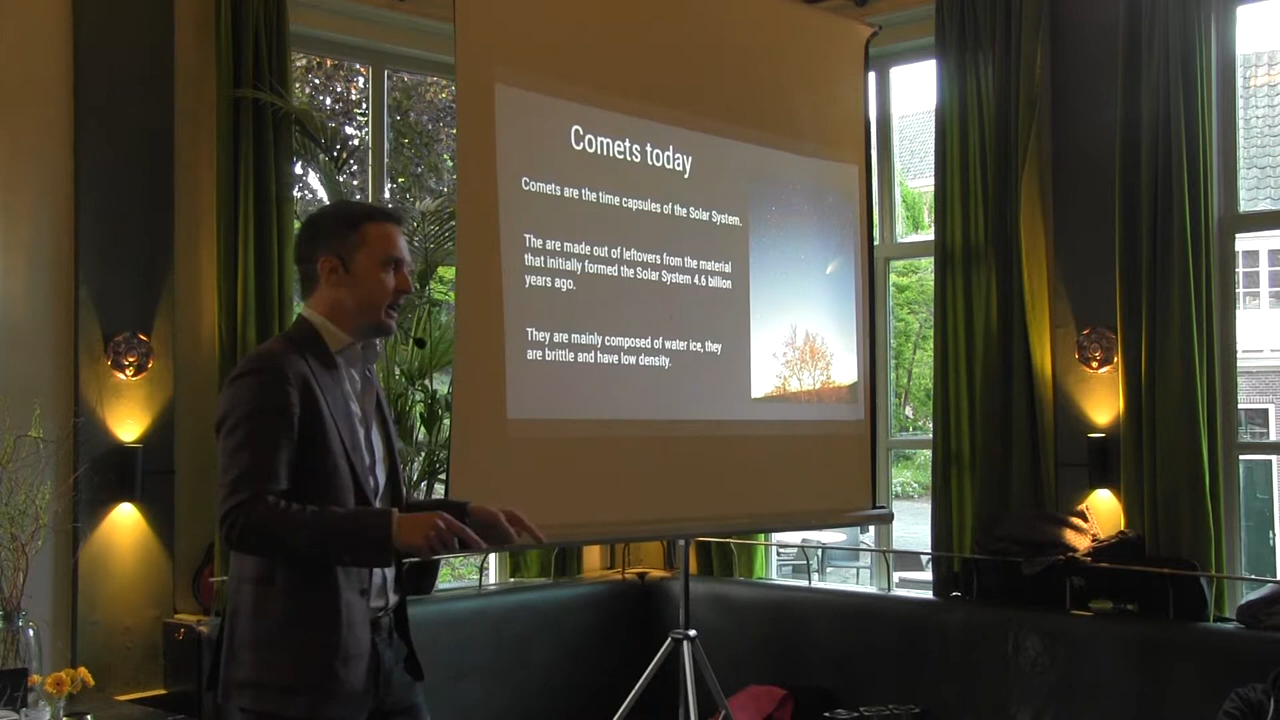 Comets today
Comets are the time capsules of the Solar System.
The are made out of leftovers from the material
that initially formed the Solar System 4.6 billion
years ago.
They are mainly composed of water ice, they
are brittle and have low density.